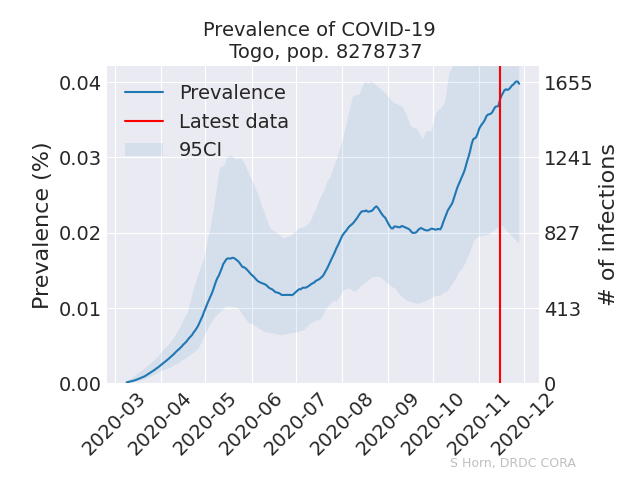 Prevalence of COVID-19
Togo, pop. 8278737
Prevalence
Latest data
95CI
Prevalence (%)
0.04
0.03
0.02
0.01
0.00
# of infections
1655
1241
827
413
0
2020-03
2020-04
2020-05
2020-06
2020-07
2020-08
2020-09
2020-10
2020-11
2020-12
S Horn, DRDC CORA